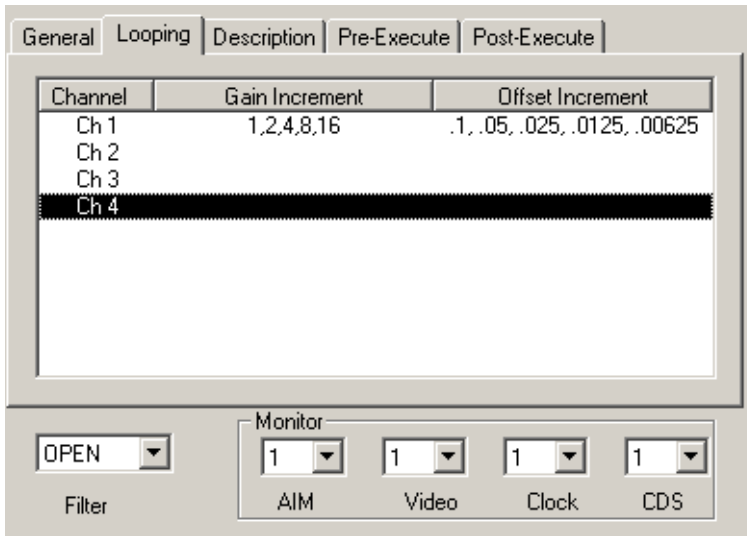 General Looping Description Pre-Execute Post-Execute
Channel Gain Increment Offset Increment
Ch 1 1,2,4,8,16 .1, .05, .025, .0125, .00625
Ch 2
Ch 3
Ch 4
Monitor
OPEN 1 1 1 1
Filter AIM Video Clock CDS